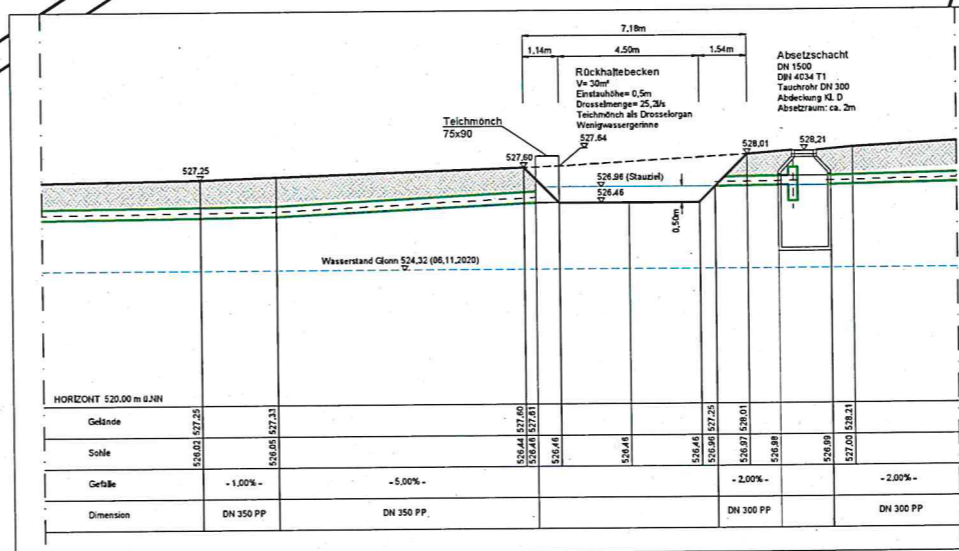 7.18m
1.14m 4.50m 1.54m
Absetzschacht
DN 1500
DIN 4034 T1
Tauchrohr DN 300
Abdeckung Kl. D
Absetzraum: ca. 2m
Rückhaltebecken
V= 30m³
Einstauhöhe= 0,5m
Drosselmenge= 25,2l/s
Teichmönch als Drosselorgan
Wenigwassergerinne
527.64
Teichmönch
75x90
527,25
527,60
528,01
528,21
526,96 (Stauziel)
526,46
0,50m
Wasserstand Glonn 524,32 (06,11,2020)
HORIZONT 520.00 m ü.NN
Gelände 527,25 527,33 527,60 527,61 527,25 528,01 528,21
Sohle 526,02 526,05 526,44 526,46 526,46 526,46 526,46 526,96 526,97 526,98 526,99 527,00
Gefälle -1,00%- -5,00%- -2,00%- -2,00%-
Dimension DN 350 PP DN 350 PP DN 300 PP DN 300 PP